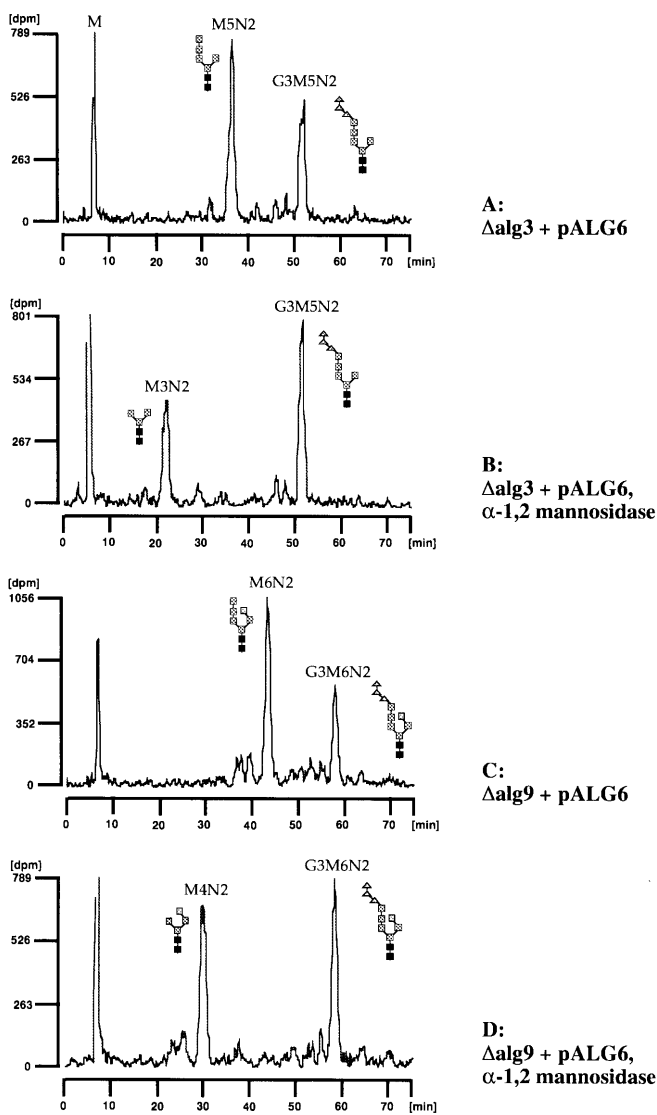 [dpm] M M5N2
789
G3M5N2
526
263
0
0 10 20 30 40 50 60 70 [min]
A:
Δalg3 + pALG6
[dpm] G3M5N2
801
534
M3N2
267
0
0 10 20 30 40 50 60 70 [min]
B:
Δalg3 + pALG6,
α-1,2 mannosidase
[dpm] M6N2
1056
704
G3M6N2
352
0
0 10 20 30 40 50 60 70 [min]
C:
Δalg9 + pALG6
[dpm] G3M6N2
789
M4N2
526
263
0
0 10 20 30 40 50 60 70 [min]
D:
Δalg9 + pALG6,
α-1,2 mannosidase